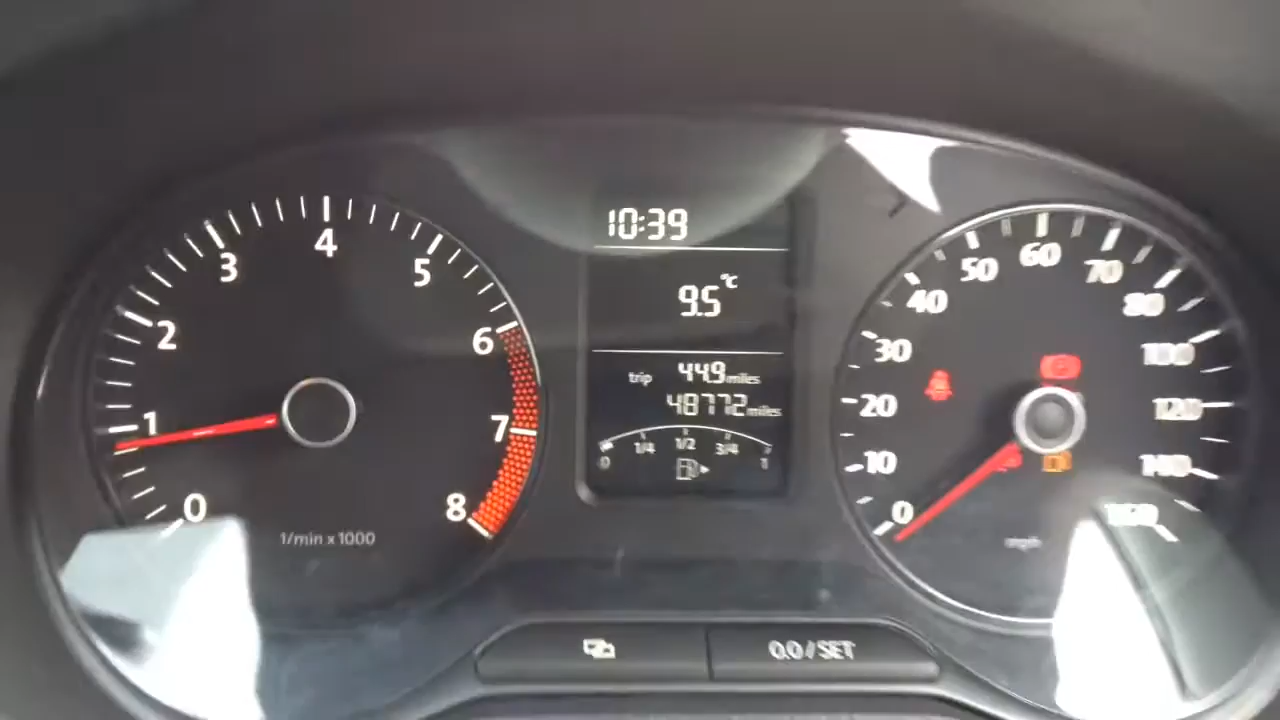 0 1 2 3 4 5 6 7 8
1/min x 1000
10:39
9.5 °C
trip 44.9 miles
48772 miles
0 1/4 1/2 3/4 1
0 10 20 30 40 50 60 70 80 100 120 140 160
mph
0.0 / SET